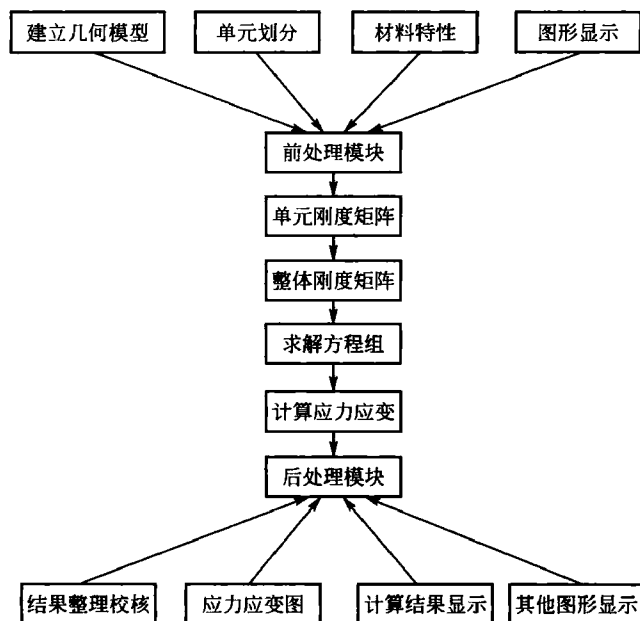 建立几何模型
单元划分
材料特性
图形显示
前处理模块
单元刚度矩阵
整体刚度矩阵
求解方程组
计算应力应变
后处理模块
结果整理校核
应力应变图
计算结果显示
其他图形显示